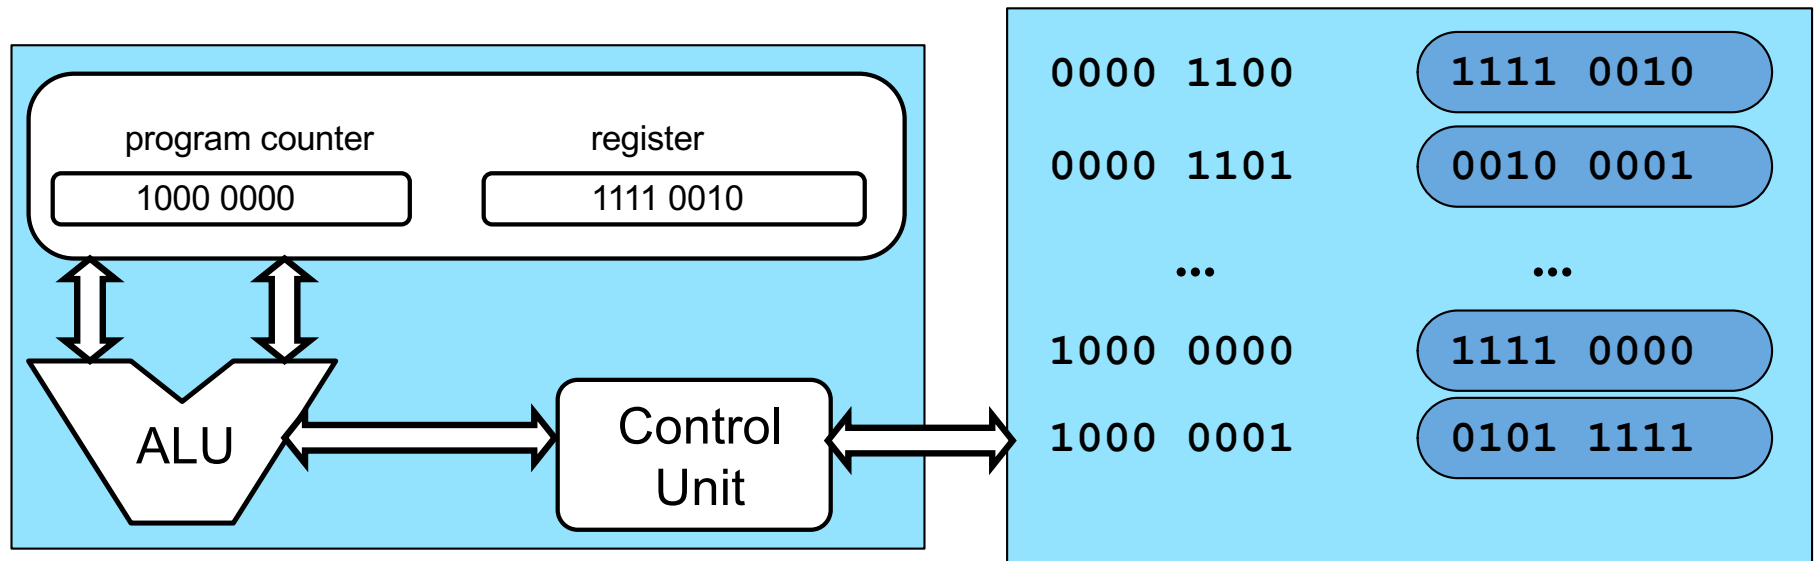 program counter register
1000 0000 1111 0010
ALU
Control
Unit
0000 1100 1111 0010
0000 1101 0010 0001
... ...
1000 0000 1111 0000
1000 0001 0101 1111